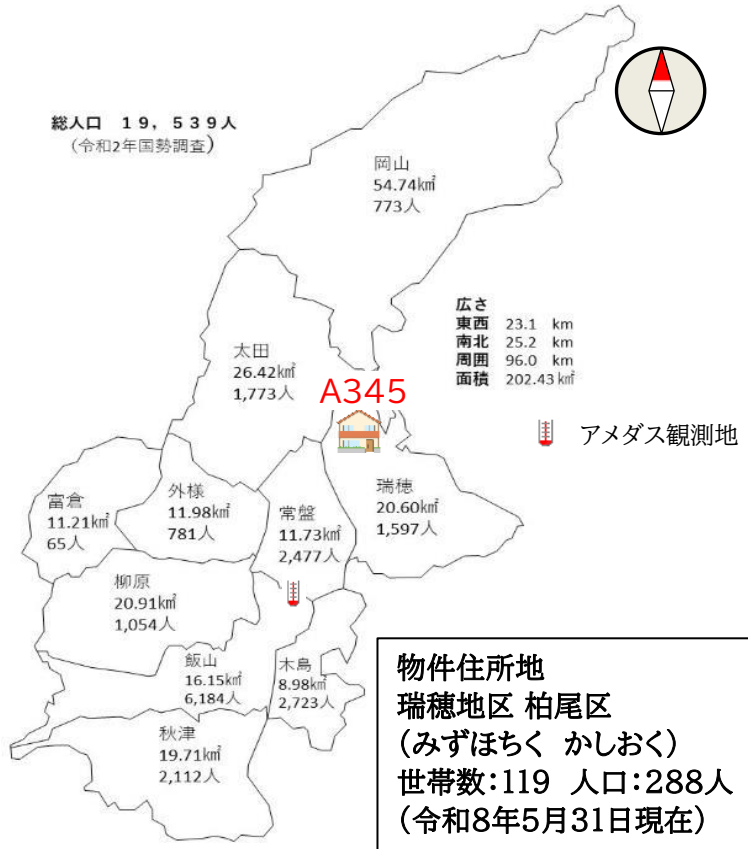 総人口 19,539人
(令和2年国勢調査)
岡山
54.74㎢
773人
広さ
東西 23.1 km
南北 25.2 km
周囲 96.0 km
面積 202.43㎢
太田
26.42㎢
1,773人
A345
アメダス観測地
富倉
11.21㎢
65人
外様
11.98㎢
781人
常盤
11.73㎢
2,477人
瑞穂
20.60㎢
1,597人
柳原
20.91㎢
1,054人
飯山
16.15㎢
6,184人
木島
8.98㎢
2,723人
秋津
19.71㎢
2,112人
物件住所地
瑞穂地区 柏尾区
(みずほちく かしおく)
世帯数:119 人口:288人
(令和8年5月31日現在)